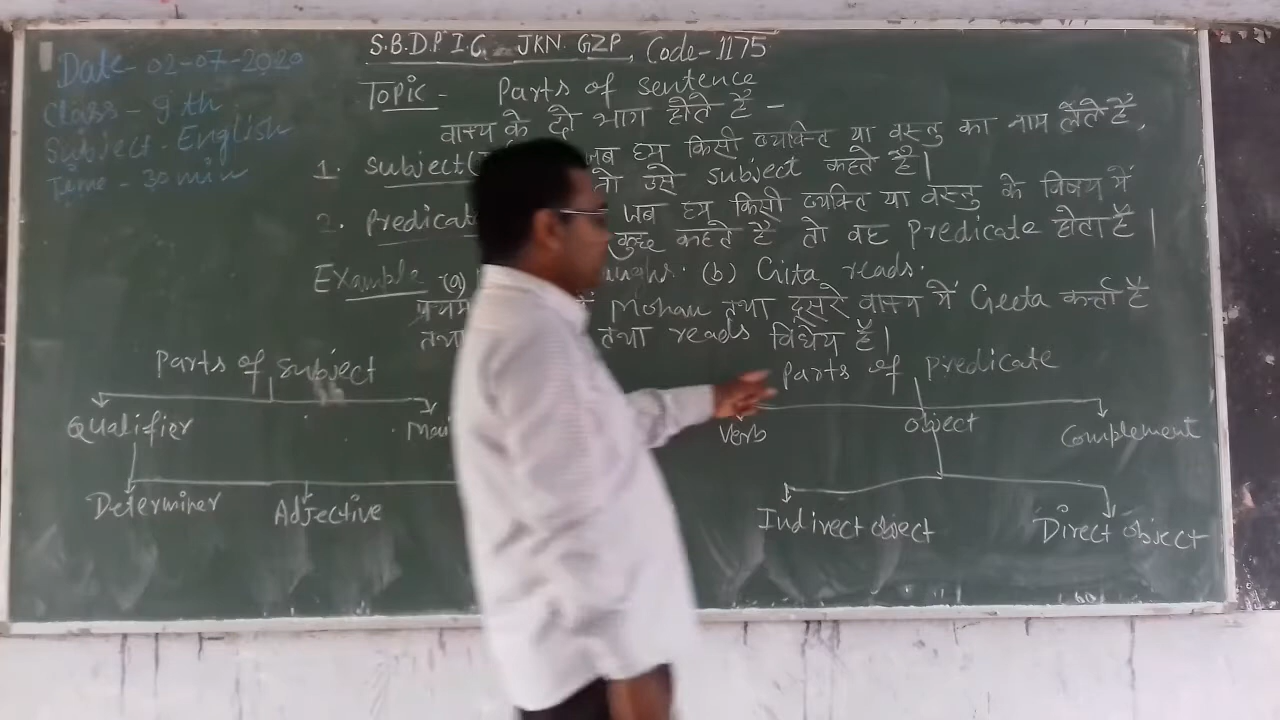 S.B.D.P.I.C. JKN. GZP, Code-1175
Date - 02-07-2020
Class - 9th
Subject - English
Time - 30 min
Topic - Parts of sentence
वाक्य के दो भाग होते हैं -
1. Subject ( जब हम किसी व्यक्ति या वस्तु का नाम लेते हैं,
तो उसे subject कहते हैं।
2. Predicat जब हम किसी व्यक्ति या वस्तु के विषय में
कुछ कहते है तो वह Predicate होता है।
Example (a) (b) Gita reads.
प्रथम में Mohan तथा दूसरे वाक्य में Geeta कर्ता है
तथा तथा reads विधेय है।
Parts of subject
Qualifier
Determiner Adjective
Parts of predicate
Verb object Complement
Indirect object Direct object